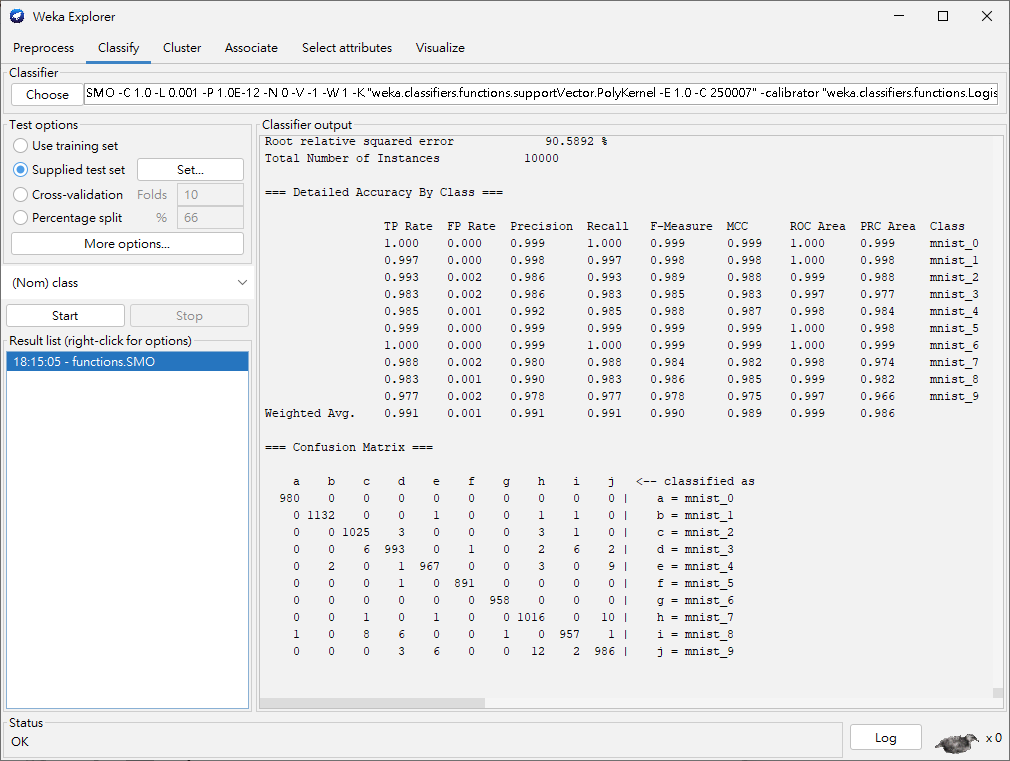 Weka Explorer
Preprocess Classify Cluster Associate Select attributes Visualize
Classifier
Choose SMO -C 1.0 -L 0.001 -P 1.0E-12 -N 0 -V -1 -W 1 -K "weka.classifiers.functions.supportVector.PolyKernel -E 1.0 -C 250007" -calibrator "weka.classifiers.functions.Logis
Test options
Use training set
Supplied test set Set...
Cross-validation Folds 10
Percentage split % 66
More options...
(Nom) class
Start Stop
Result list (right-click for options)
18:15:05 - functions.SMO
Classifier output
Root relative squared error 90.5892 %
Total Number of Instances 10000
=== Detailed Accuracy By Class ===
TP Rate FP Rate Precision Recall F-Measure MCC ROC Area PRC Area Class
1.000 0.000 0.999 1.000 0.999 0.999 1.000 0.999 mnist_0
0.997 0.000 0.998 0.997 0.998 0.998 1.000 0.998 mnist_1
0.993 0.002 0.986 0.993 0.989 0.988 0.999 0.988 mnist_2
0.983 0.002 0.986 0.983 0.985 0.983 0.997 0.977 mnist_3
0.985 0.001 0.992 0.985 0.988 0.987 0.998 0.984 mnist_4
0.999 0.000 0.999 0.999 0.999 0.999 1.000 0.998 mnist_5
1.000 0.000 0.999 1.000 0.999 0.999 1.000 0.999 mnist_6
0.988 0.002 0.980 0.988 0.984 0.982 0.998 0.974 mnist_7
0.983 0.001 0.990 0.983 0.986 0.985 0.999 0.982 mnist_8
0.977 0.002 0.978 0.977 0.978 0.975 0.997 0.966 mnist_9
Weighted Avg. 0.991 0.001 0.991 0.991 0.990 0.989 0.999 0.986
=== Confusion Matrix ===
a b c d e f g h i j <-- classified as
980 0 0 0 0 0 0 0 0 0 | a = mnist_0
0 1132 0 0 1 0 0 1 1 0 | b = mnist_1
0 0 1025 3 0 0 0 3 1 0 | c = mnist_2
0 0 6 993 0 1 0 2 6 2 | d = mnist_3
0 2 0 1 967 0 0 3 0 9 | e = mnist_4
0 0 0 1 0 891 0 0 0 0 | f = mnist_5
0 0 0 0 0 0 958 0 0 0 | g = mnist_6
0 0 1 0 1 0 0 1016 0 10 | h = mnist_7
1 0 8 6 0 0 1 0 957 1 | i = mnist_8
0 0 0 3 6 0 0 12 2 986 | j = mnist_9
Status
OK
Log
x 0